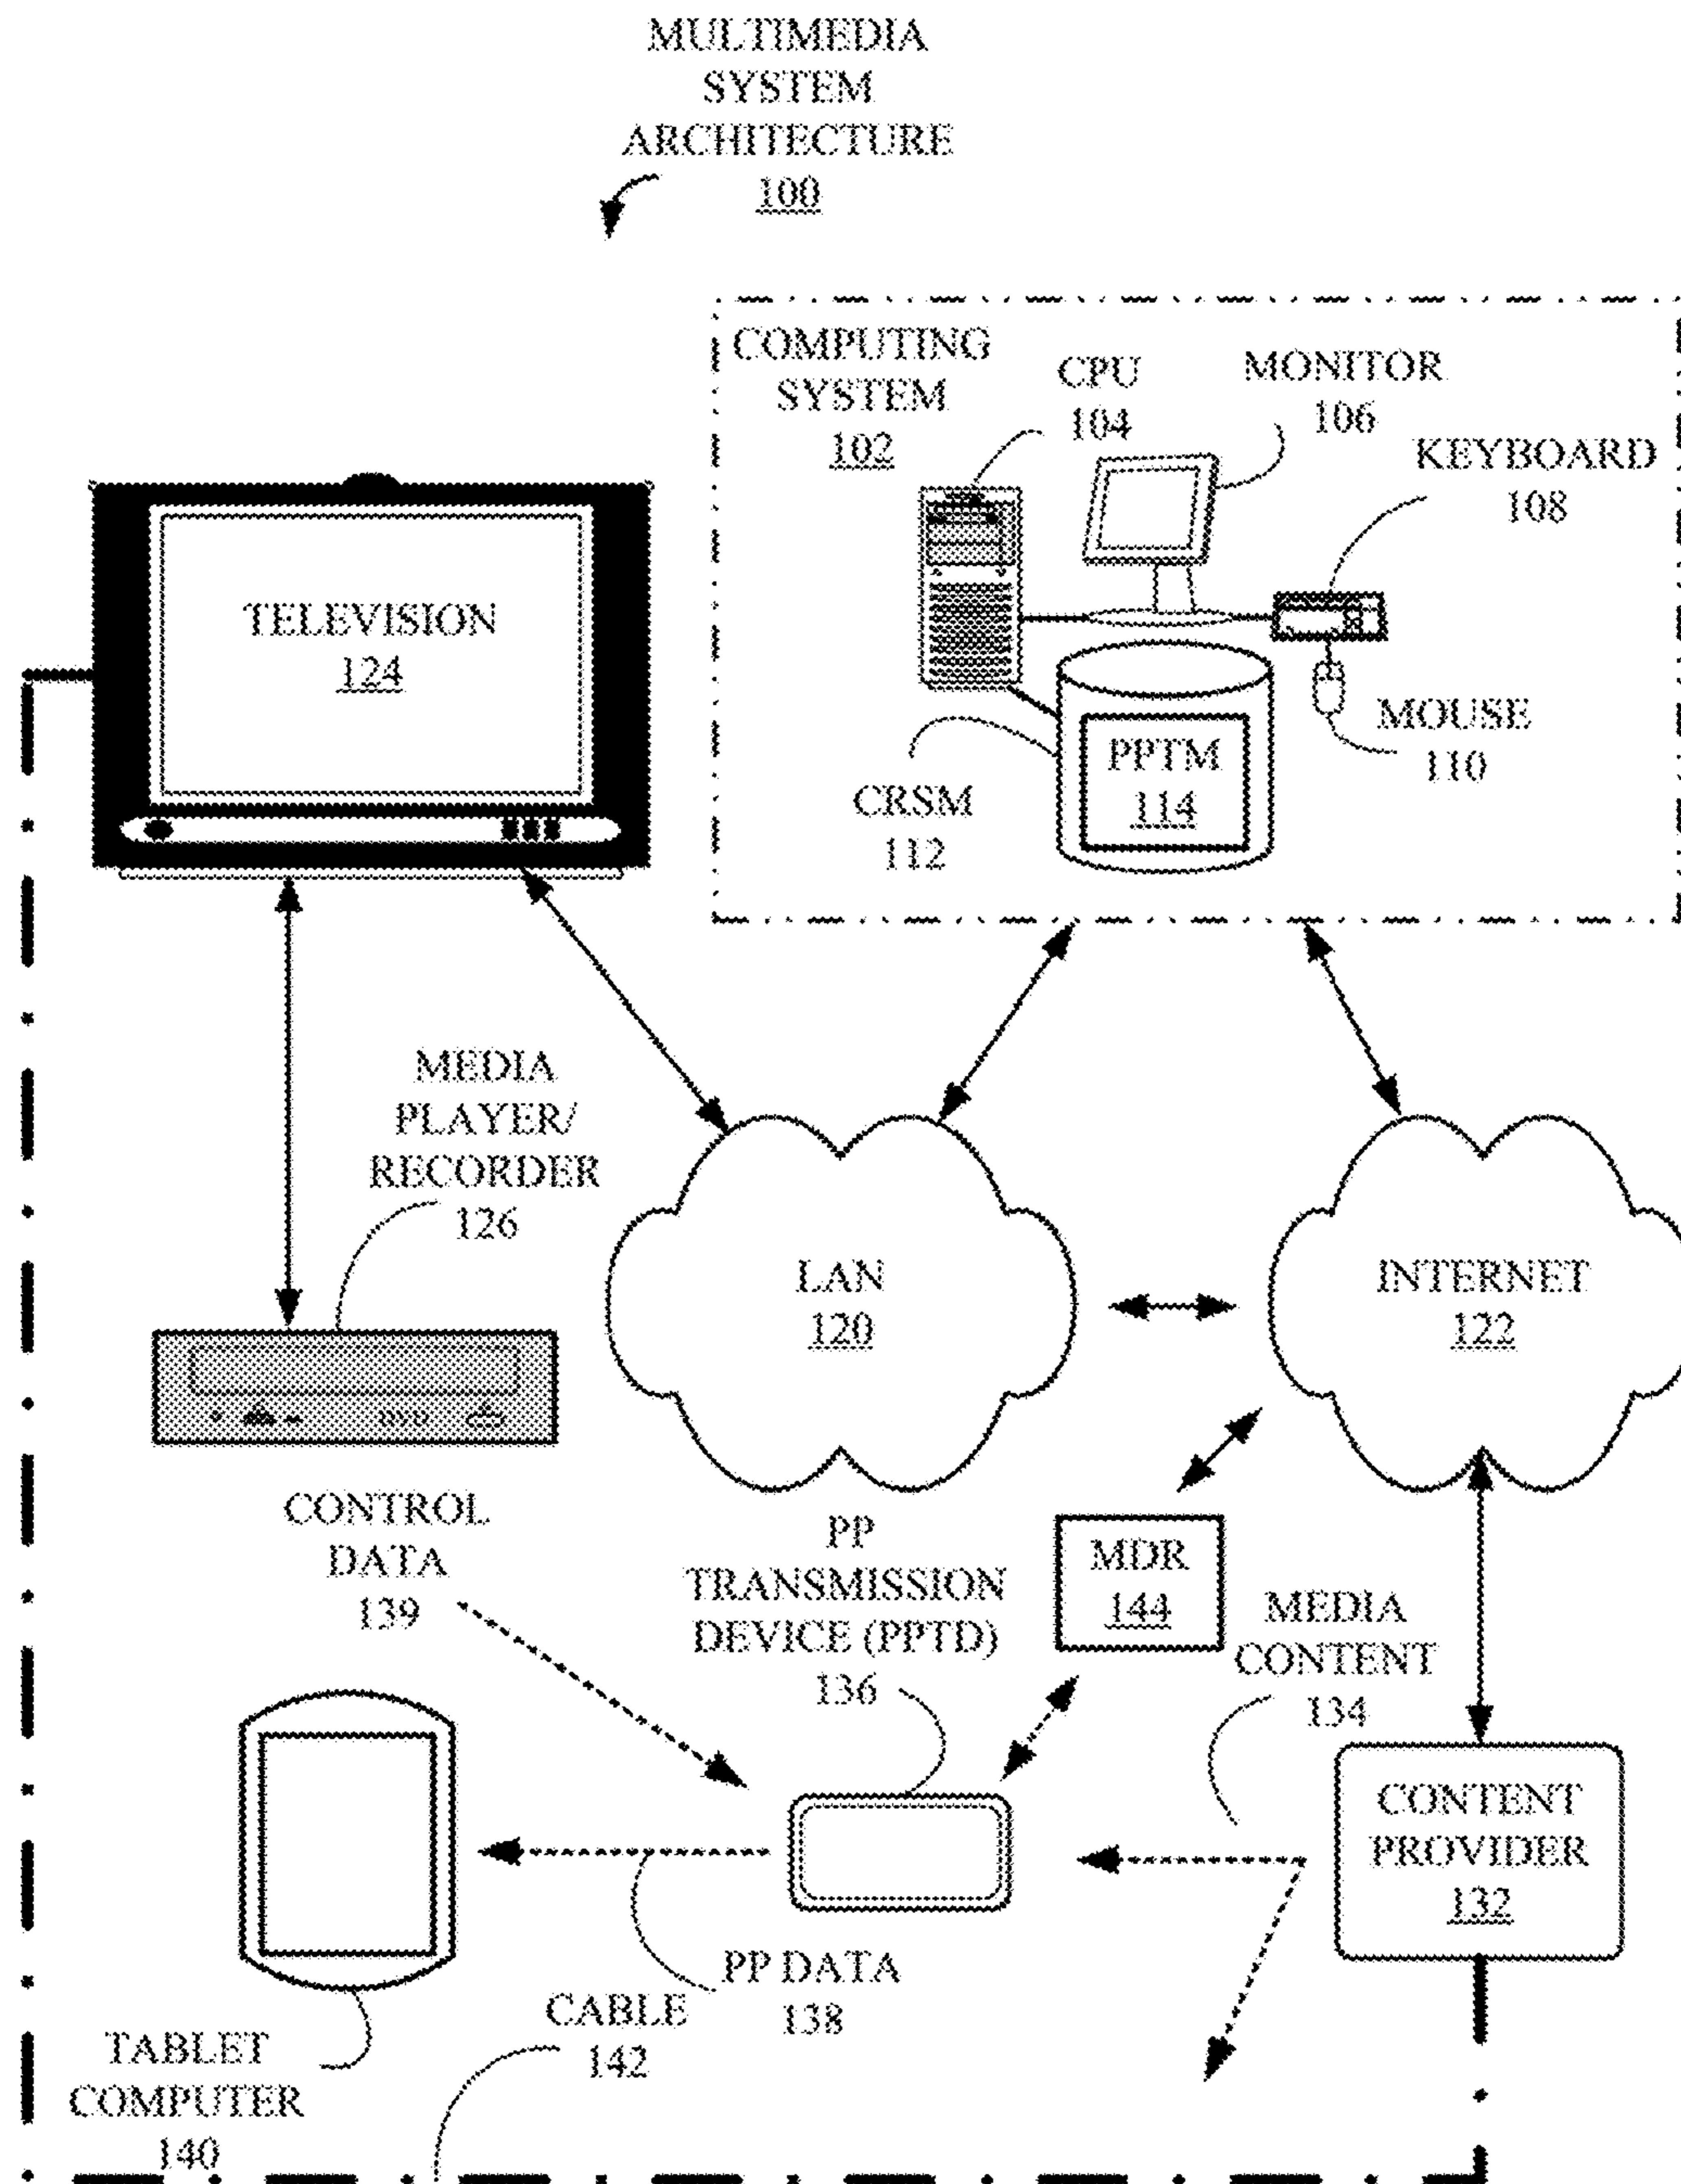 MULTIMEDIA
SYSTEM
ARCHITECTURE
100
COMPUTING
SYSTEM
102
CPU
104
MONITOR
106
KEYBOARD
108
TELEVISION
124
MOUSE
110
PPTM
114
CRSM
112
MEDIA
PLAYER/
RECORDER
126
LAN
120
INTERNET
122
DVD
CONTROL
DATA
139
PP
TRANSMISSION
DEVICE (PPTD)
136
MDR
144
MEDIA
CONTENT
134
CONTENT
PROVIDER
132
PP DATA
138
CABLE
142
TABLET
COMPUTER
140